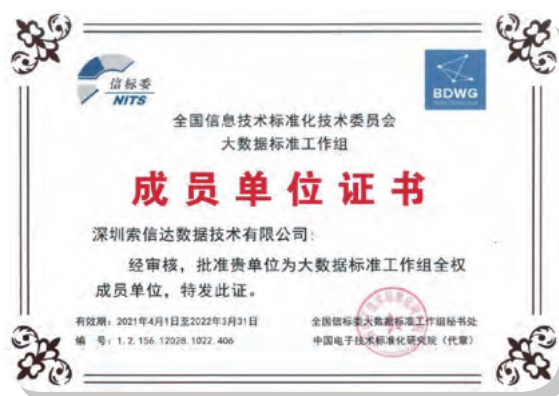 信标委
NITS
BDWG
全国信息技术标准化技术委员会
大数据标准工作组
成员单位证书
深圳索信达数据技术有限公司:
经审核，批准贵单位为大数据标准工作组全权
成员单位，特发此证。
有效期：2021年4月1日至2022年3月31日
编 号：1.2.156.12028.1022.406
全国信标委大数据标准工作组秘书处
中国电子技术标准化研究院（代章）